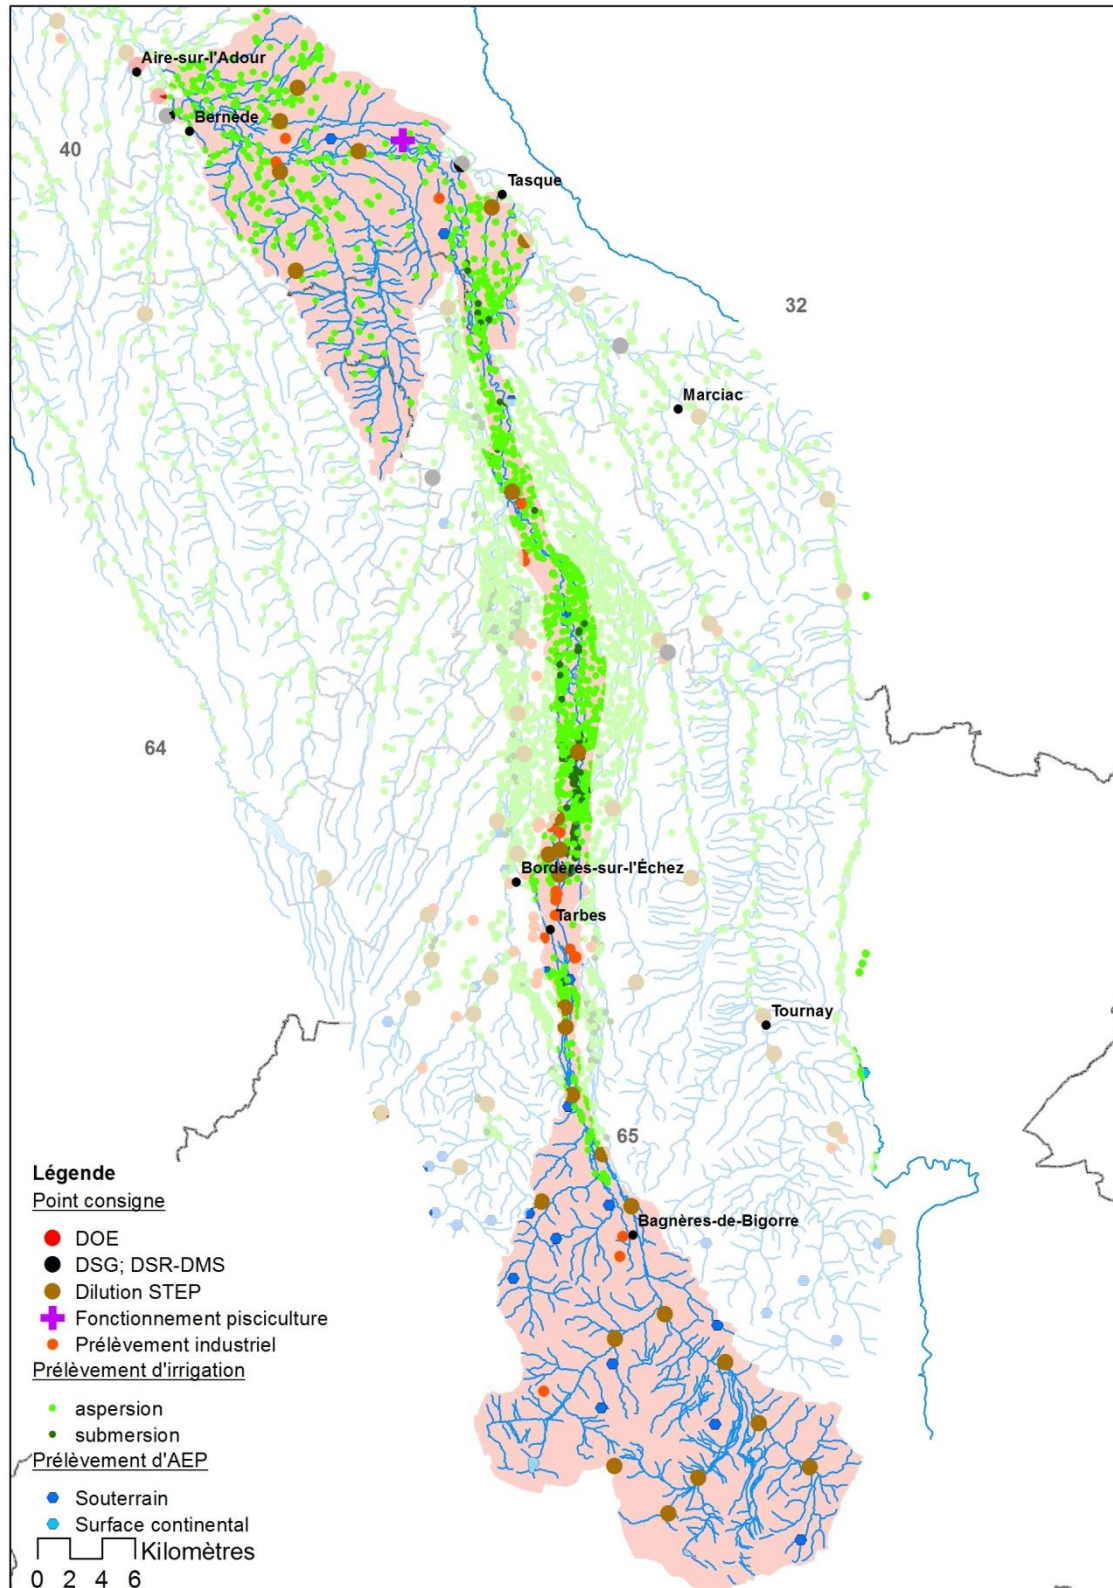 Aire-sur-l'Adour
Bernède
40
Tasque
32
Marciac
64
Bordères-sur-l'Échez
Tarbes
Tournay
65
Bagnères-de-Bigorre
Légende
Point consigne
DOE
DSG; DSR-DMS
Dilution STEP
Fonctionnement pisciculture
Prélèvement industriel
Prélèvement d'irrigation
aspersion
submersion
Prélèvement d'AEP
Souterrain
Surface continental
Kilomètres
0 2 4 6